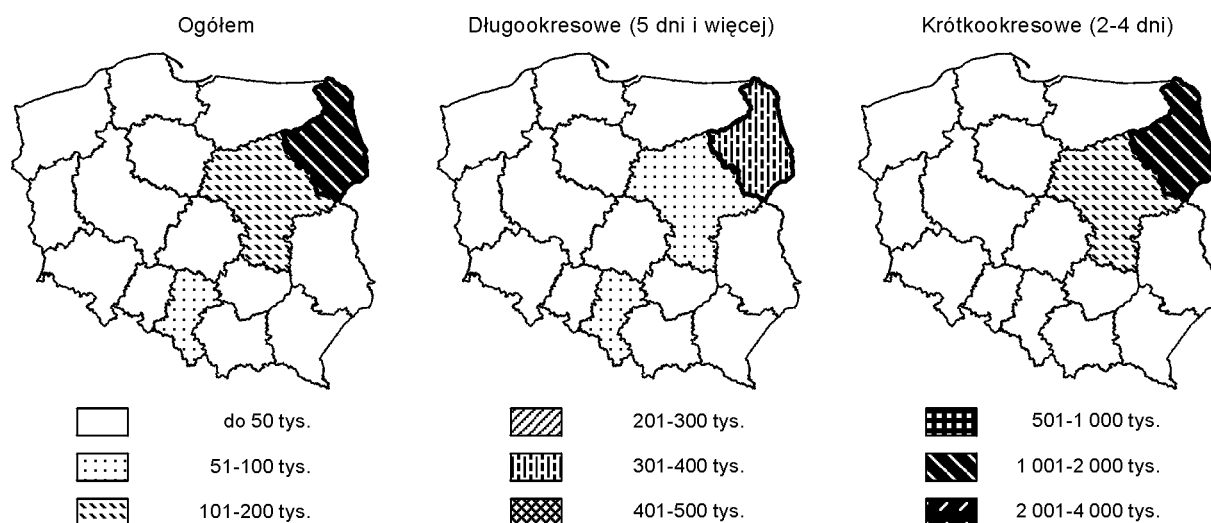 Ogółem
Długookresowe (5 dni i więcej)
Krótkookresowe (2-4 dni)
do 50 tys.
201-300 tys.
501-1 000 tys.
51-100 tys.
301-400 tys.
1 001-2 000 tys.
101-200 tys.
401-500 tys.
2 001-4 000 tys.